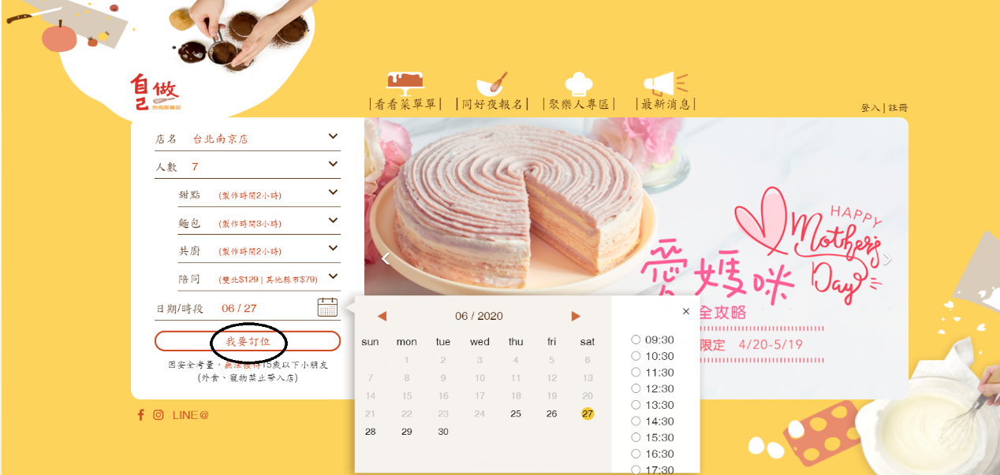 自己
做
烘焙聚樂部
|看看菜單單|
|同好夜報名|
|聚樂人專區|
|最新消息|
登入|註冊
店名 台北南京店
人數 7
甜點 (製作時間2小時)
麵包 (製作時間3小時)
共廚 (製作時間2小時)
陪同 (雙北$129 | 其他縣市$79)
日期/時段 06 / 27
我要訂位
因安全考量，無法接待15歲以下小朋友
(外食、寵物禁止帶入店)
LINE@
HAPPY
Mother's
Day
愛媽咪
全攻略
限定 4/20-5/19
06 / 2020
×
sun mon tue wed thu fri sat
1 2 3 4 5 6
7 8 9 10 11 12 13
14 15 16 17 18 19 20
21 22 23 24 25 26 27
28 29 30
09:30
10:30
11:30
12:30
13:30
14:30
15:30
16:30
17:30